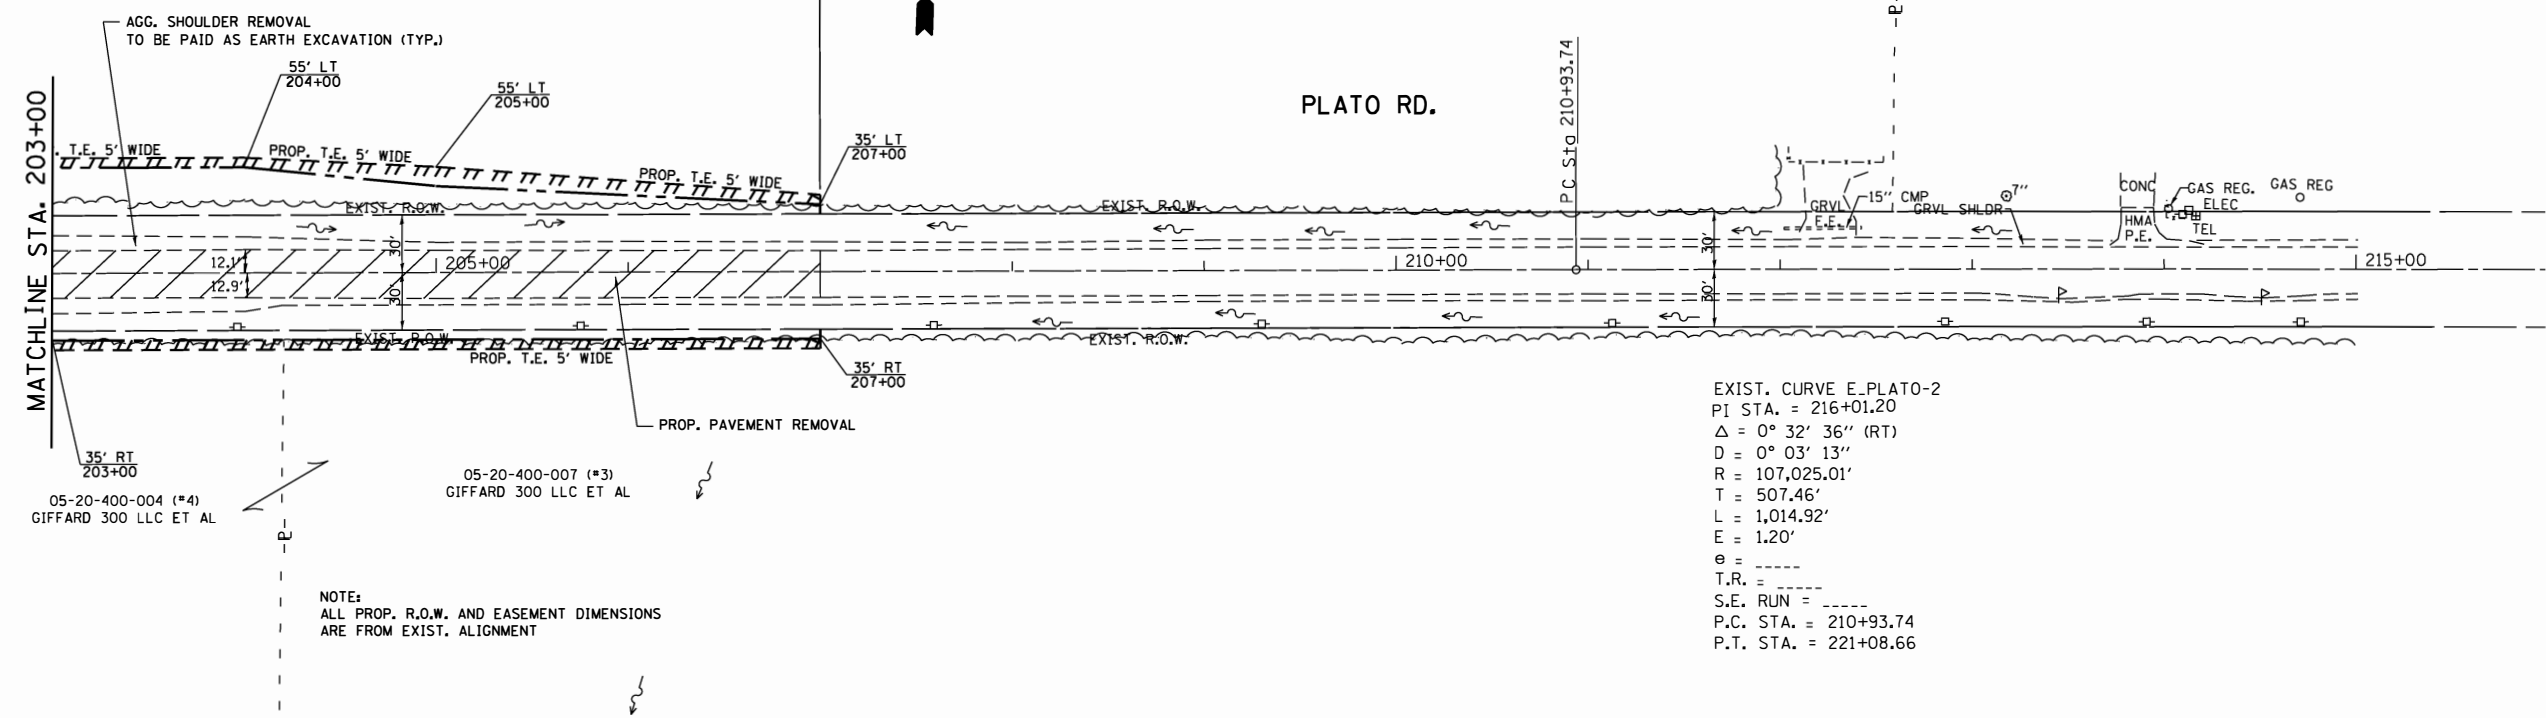 AGG. SHOULDER REMOVAL
TO BE PAID AS EARTH EXCAVATION (TYP.)
55' LT
204+00
55' LT
205+00
MATCHLINE STA. 203+00
T.E. 5' WIDE
PROP. T.E. 5' WIDE
PROP. T.E. 5' WIDE
35' LT
207+00
PLATO RD.
PC Sta 210+93.74
P
EXIST. R.O.W.
EXIST. R.O.W.
GRVL
F.E.
15" CMP
GRVL SHLDR
7"
CONC
HMA
P.E.
GAS REG.
ELEC
TEL
GAS REG
12.1'
12.9'
30'
30'
205+00
210+00
30'
30'
215+00
EXIST. R.O.W.
EXIST. R.O.W.
PROP. T.E. 5' WIDE
35' RT
207+00
PROP. PAVEMENT REMOVAL
35' RT
203+00
05-20-400-004 (#4)
GIFFARD 300 LLC ET AL
05-20-400-007 (#3)
GIFFARD 300 LLC ET AL
P
NOTE:
ALL PROP. R.O.W. AND EASEMENT DIMENSIONS
ARE FROM EXIST. ALIGNMENT
EXIST. CURVE E_PLATO-2
PI STA. = 216+01.20
Δ = 0° 32' 36" (RT)
D = 0° 03' 13"
R = 107,025.01'
T = 507.46'
L = 1,014.92'
E = 1.20'
e = _____
T.R. = _____
S.E. RUN = _____
P.C. STA. = 210+93.74
P.T. STA. = 221+08.66